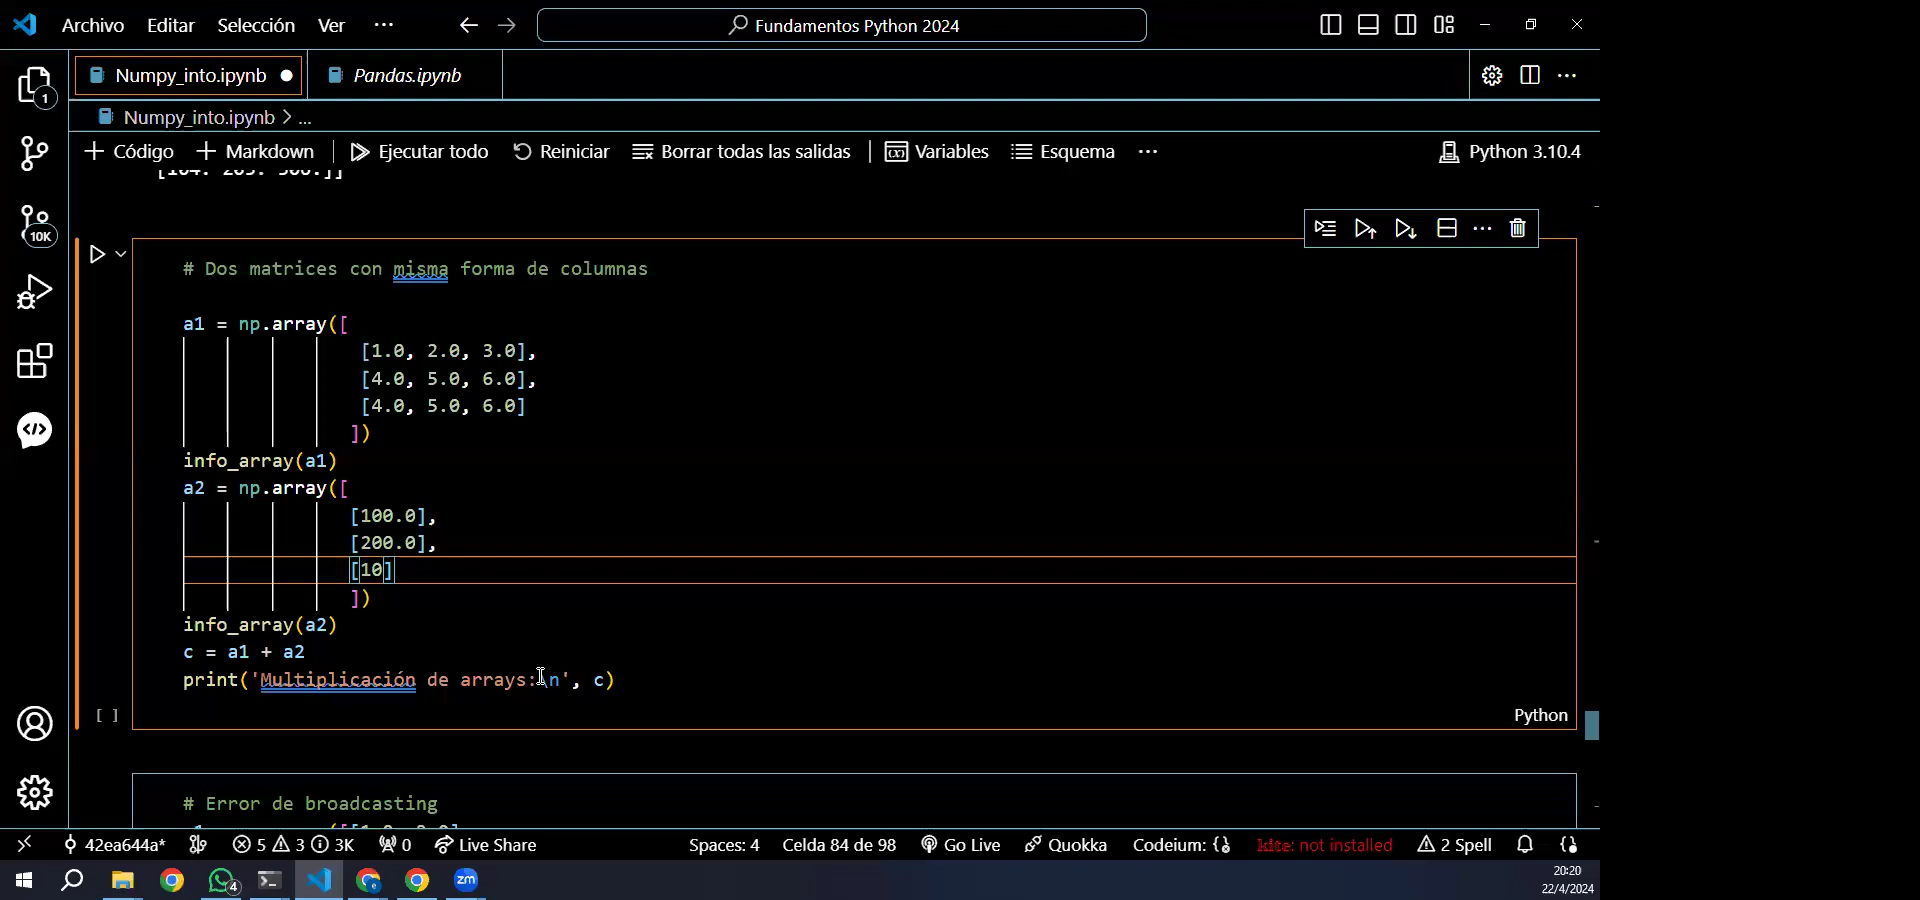 Archivo Editar Selección Ver ··· Fundamentos Python 2024
Numpy_into.ipynb Pandas.ipynb
1
Numpy_into.ipynb > ...
+ Código + Markdown Ejecutar todo Reiniciar Borrar todas las salidas Variables Esquema ··· Python 3.10.4
10K
# Dos matrices con misma forma de columnas
a1 = np.array([
[1.0, 2.0, 3.0],
[4.0, 5.0, 6.0],
[4.0, 5.0, 6.0]
])
info_array(a1)
a2 = np.array([
[100.0],
[200.0],
[10]
])
info_array(a2)
c = a1 + a2
print('Multiplicación de arrays:\n', c)
[ ] Python
# Error de broadcasting
42ea644a* 5 3 3K 0 Live Share Spaces: 4 Celda 84 de 98 Go Live Quokka Codeium: {} kite: not installed 2 Spell
4 zm 20:20
22/4/2024